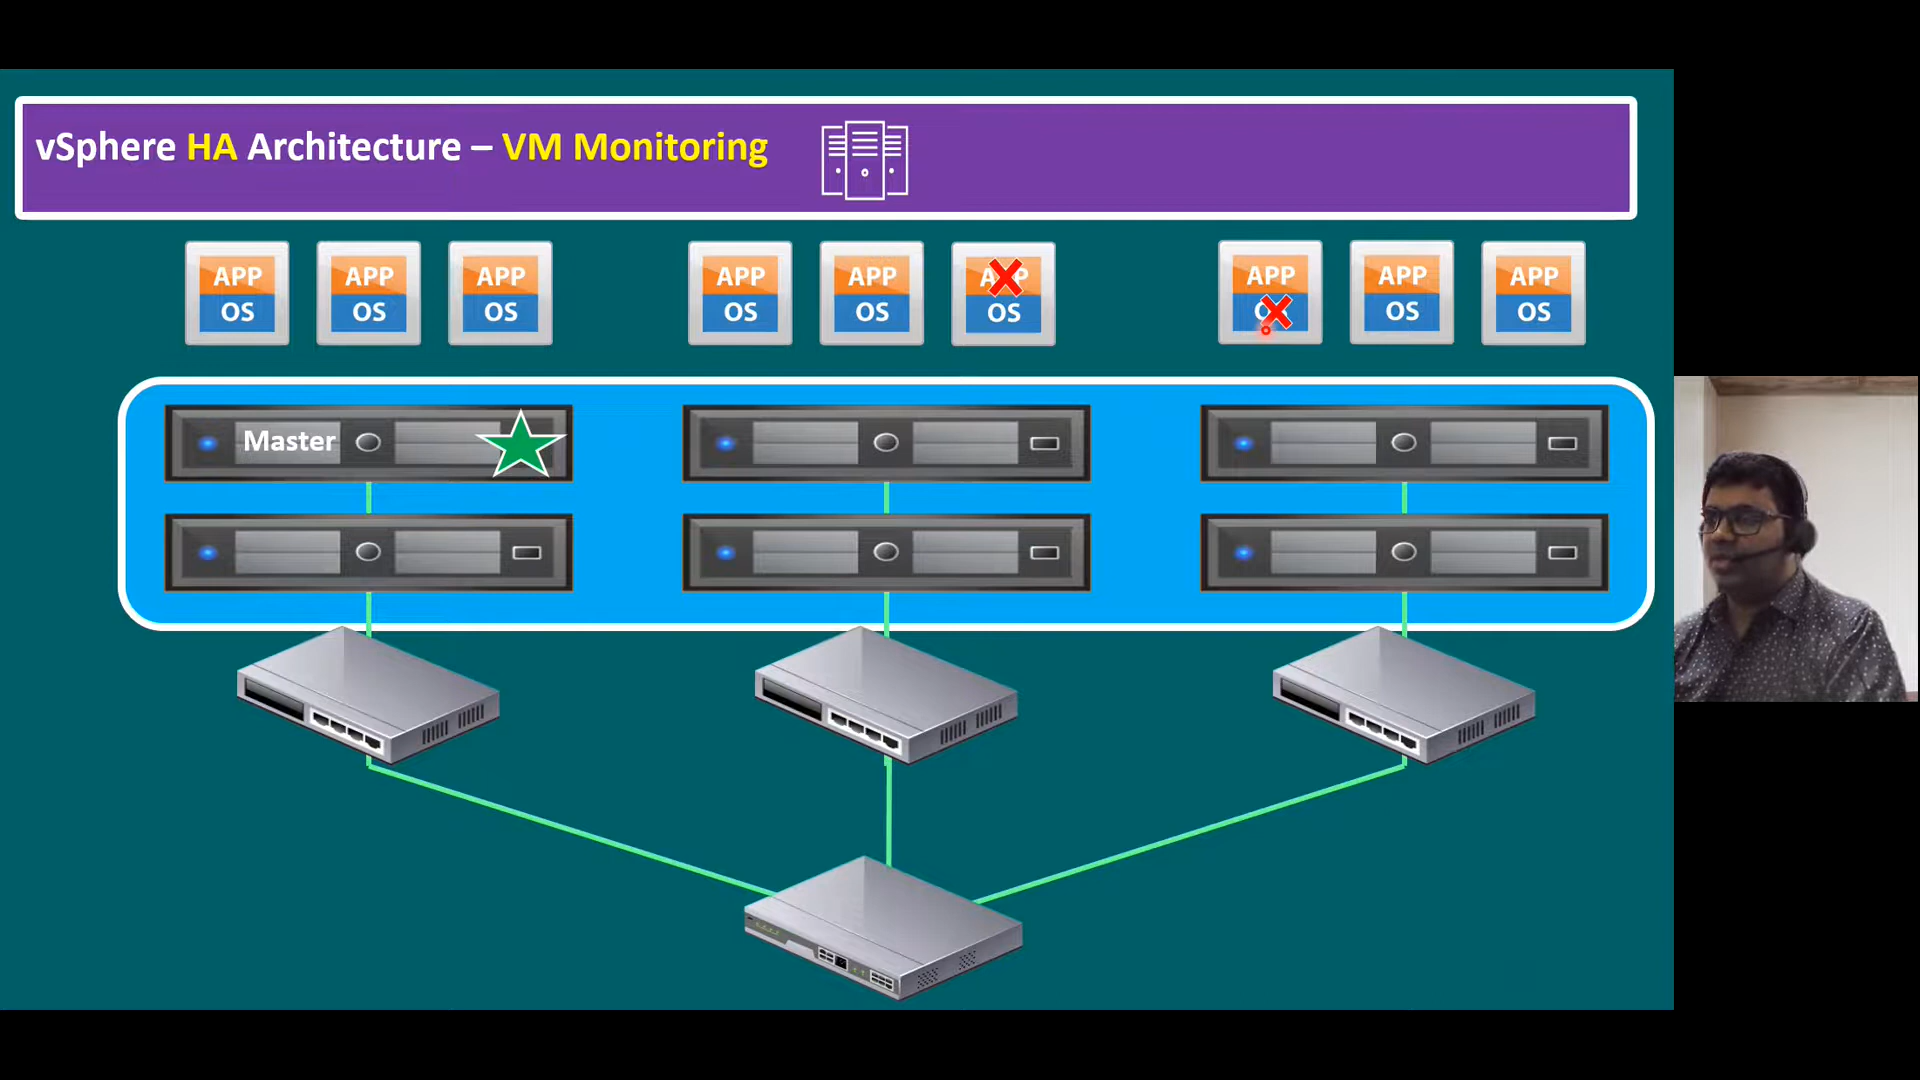 vSphere HA Architecture – VM Monitoring
APP APP APP APP APP APP APP APP
OS OS OS OS OS OS OS OS
Master